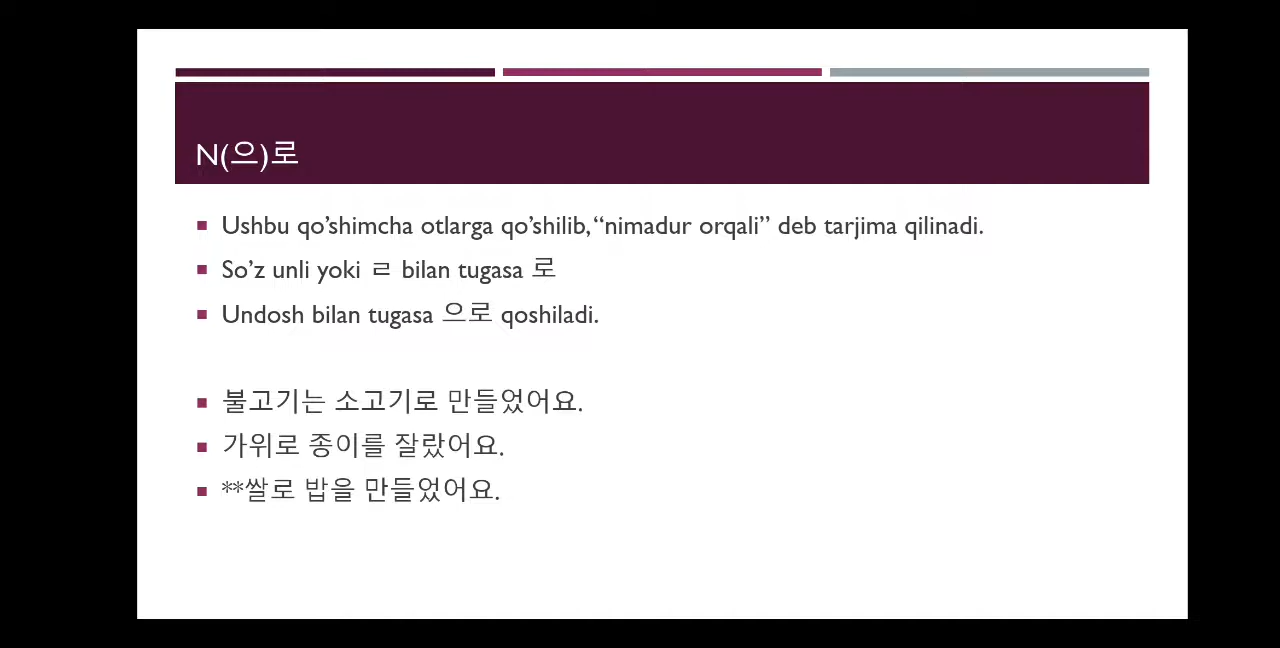 N(으)로
Ushbu qo’shimcha otlarga qo’shilib,“nimadur orqali” deb tarjima qilinadi.
So’z unli yoki ㄹ bilan tugasa 로
Undosh bilan tugasa 으로 qoshiladi.
불고기는 소고기로 만들었어요.
가위로 종이를 잘랐어요.
**쌀로 밥을 만들었어요.